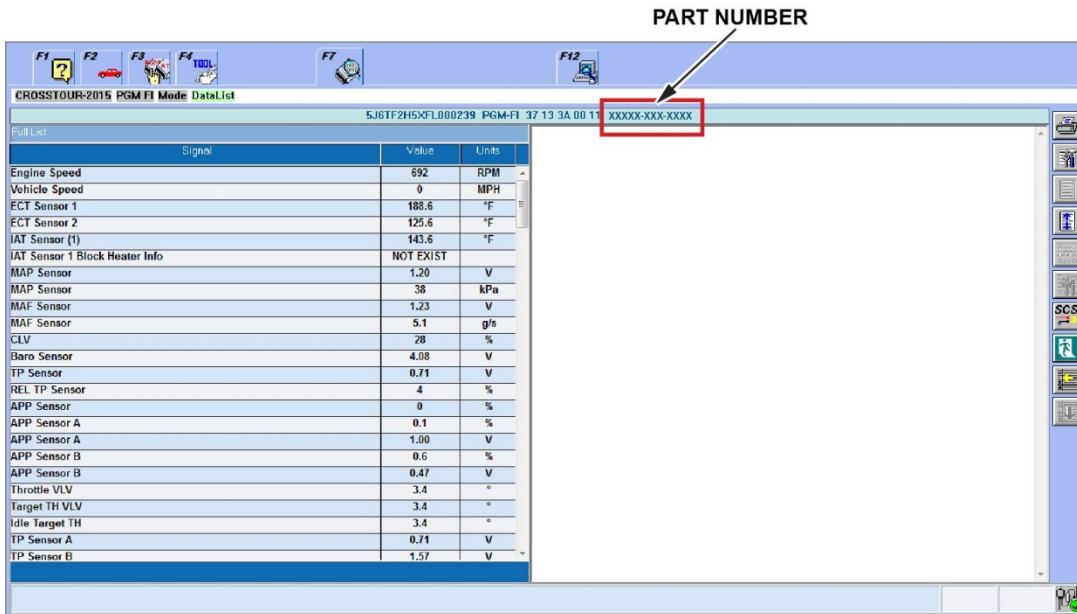 PART NUMBER
F1 F2 F3 F4 TOOL. F7 F12
CROSSTOUR-2015 PGM FI Mode DataList
5J6TF2H5XFL000239 PGM-FI 37 13 3A 00 11 XXXXX-XXX-XXXX
Full List
Signal Value Units
Engine Speed 692 RPM
Vehicle Speed 0 MPH
ECT Sensor 1 188.6 °F
ECT Sensor 2 125.6 °F
IAT Sensor (1) 143.6 °F
IAT Sensor 1 Block Heater Info NOT EXIST
MAP Sensor 1.20 V
MAP Sensor 38 kPa
MAF Sensor 1.23 V
MAF Sensor 5.1 g/s
CLV 28 %
Baro Sensor 4.08 V
TP Sensor 0.71 V
REL TP Sensor 4 %
APP Sensor 0 %
APP Sensor A 0.1 %
APP Sensor A 1.00 V
APP Sensor B 0.6 %
APP Sensor B 0.47 V
Throttle VLV 3.4 °
Target TH VLV 3.4 °
Idle Target TH 3.4 °
TP Sensor A 0.71 V
TP Sensor B 1.57 V
SCS